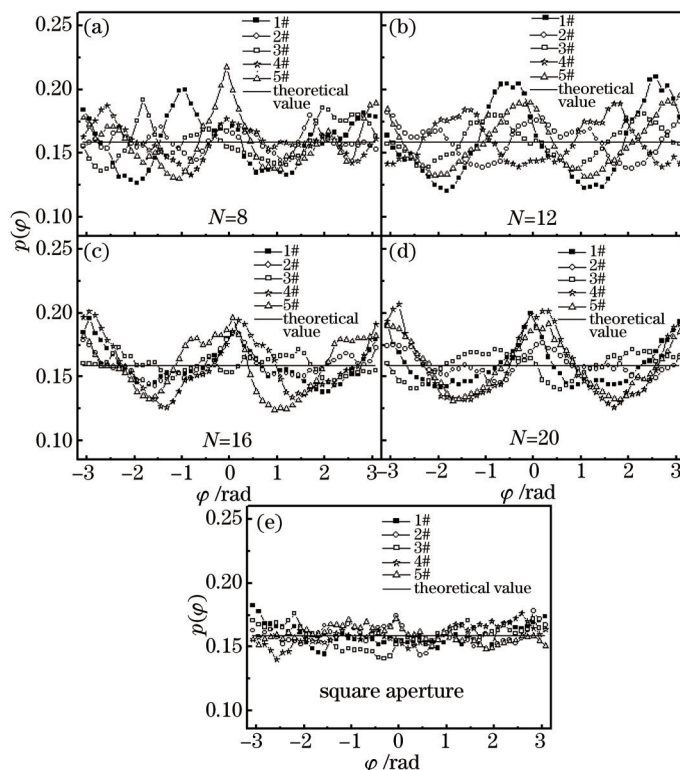 0.25
(a)
1#
2#
3#
4#
5#
theoretical
value
0.20
0.15
0.10
N=8
(b)
1#
2#
3#
4#
5#
theoretical
value
N=12
p(φ)
(c)
1#
2#
3#
4#
5#
theoretical
value
0.20
0.15
0.10
N=16
(d)
1#
2#
3#
4#
5#
theoretical
value
N=20
−3 −2 −1 0 1 2 3
−3 −2 −1 0 1 2 3
φ /rad
φ /rad
0.25
(e)
1#
2#
3#
4#
5#
theoretical value
0.20
p(φ)
0.15
0.10
square aperture
−3 −2 −1 0 1 2 3
φ /rad